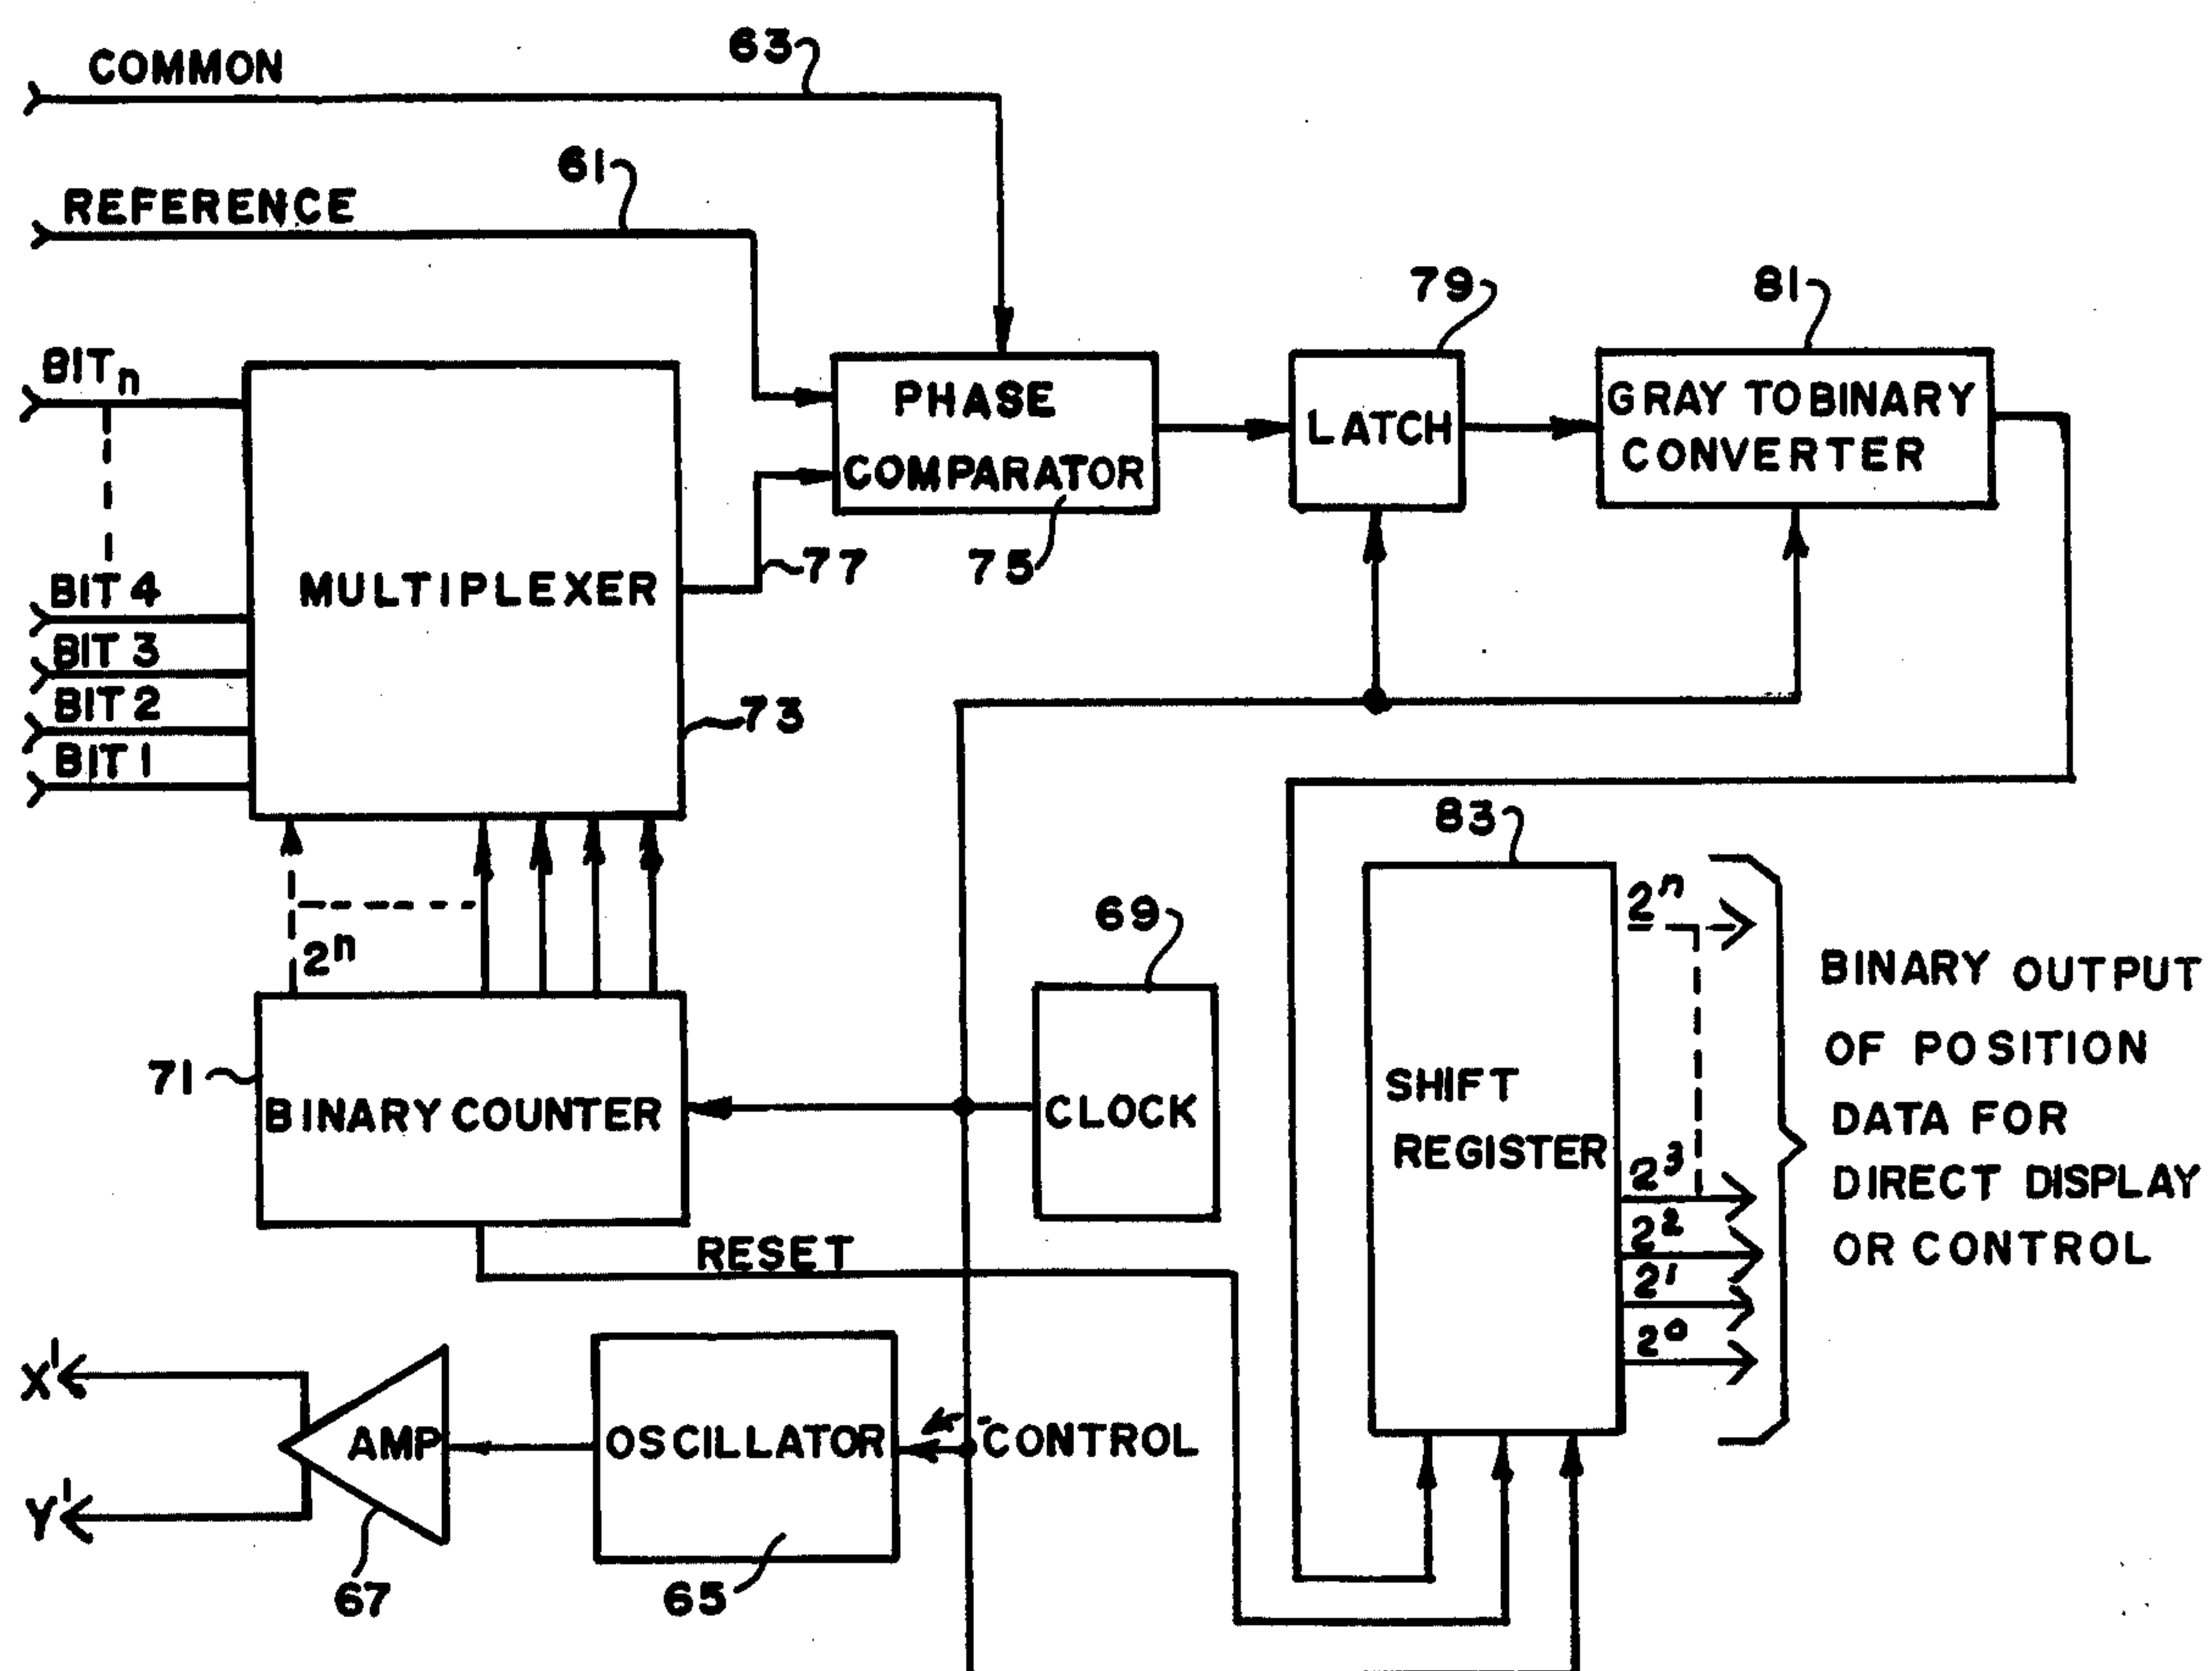 COMMON
63
REFERENCE
61
BITn
BIT 4
BIT 3
BIT 2
BIT 1
MULTIPLEXER
73
77
PHASE
COMPARATOR
75
LATCH
79
GRAY TO BINARY
CONVERTER
81
2ⁿ
BINARY COUNTER
71
CLOCK
69
RESET
83
SHIFT
REGISTER
2ⁿ
2³
2²
2¹
2⁰
BINARY OUTPUT
OF POSITION
DATA FOR
DIRECT DISPLAY
OR CONTROL
X'
Y'
AMP
67
OSCILLATOR
65
CONTROL